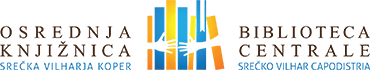 OSREDNJA
KNJIŽNICA
SREČKA VILHARJA KOPER
BIBLIOTECA
CENTRALE
SREČKO VILHAR CAPODISTRIA